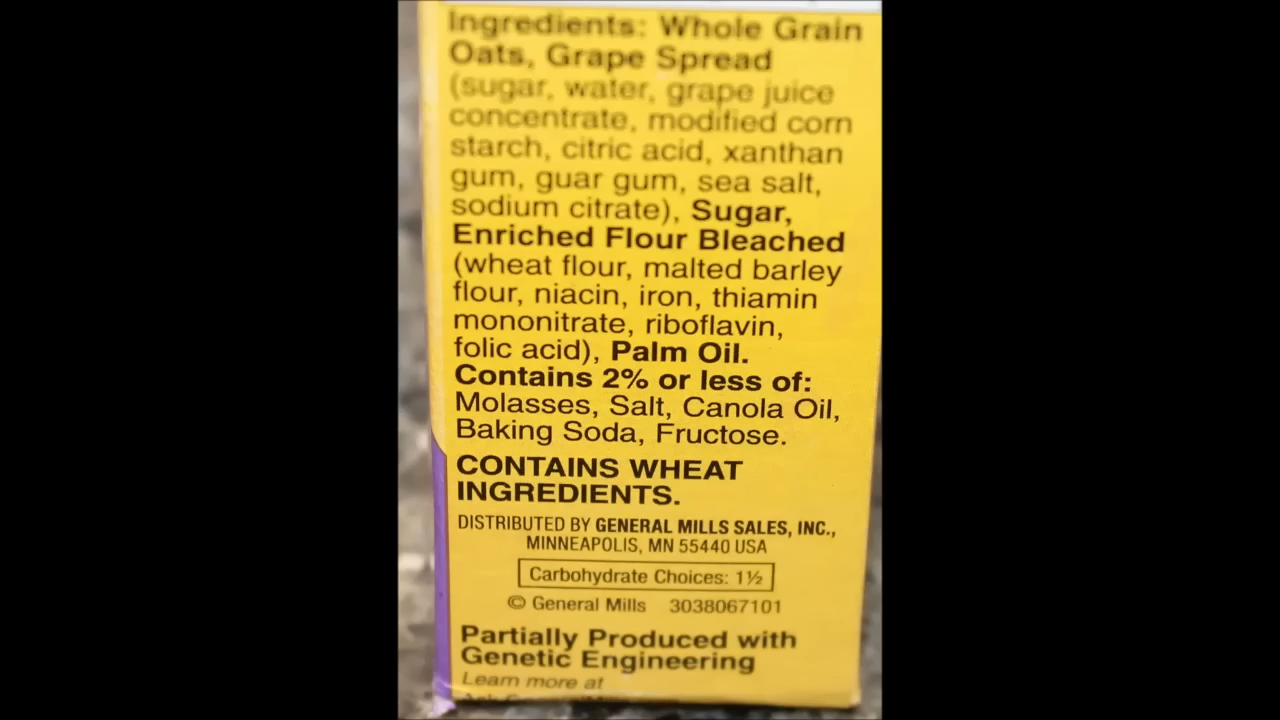 Ingredients: Whole Grain
Oats, Grape Spread
(sugar, water, grape juice
concentrate, modified corn
starch, citric acid, xanthan
gum, guar gum, sea salt,
sodium citrate), Sugar,
Enriched Flour Bleached
(wheat flour, malted barley
flour, niacin, iron, thiamin
mononitrate, riboflavin,
folic acid), Palm Oil.
Contains 2% or less of:
Molasses, Salt, Canola Oil,
Baking Soda, Fructose.
CONTAINS WHEAT
INGREDIENTS.
DISTRIBUTED BY GENERAL MILLS SALES, INC.,
MINNEAPOLIS, MN 55440 USA
Carbohydrate Choices: 1½
© General Mills 3038067101
Partially Produced with
Genetic Engineering
Learn more at